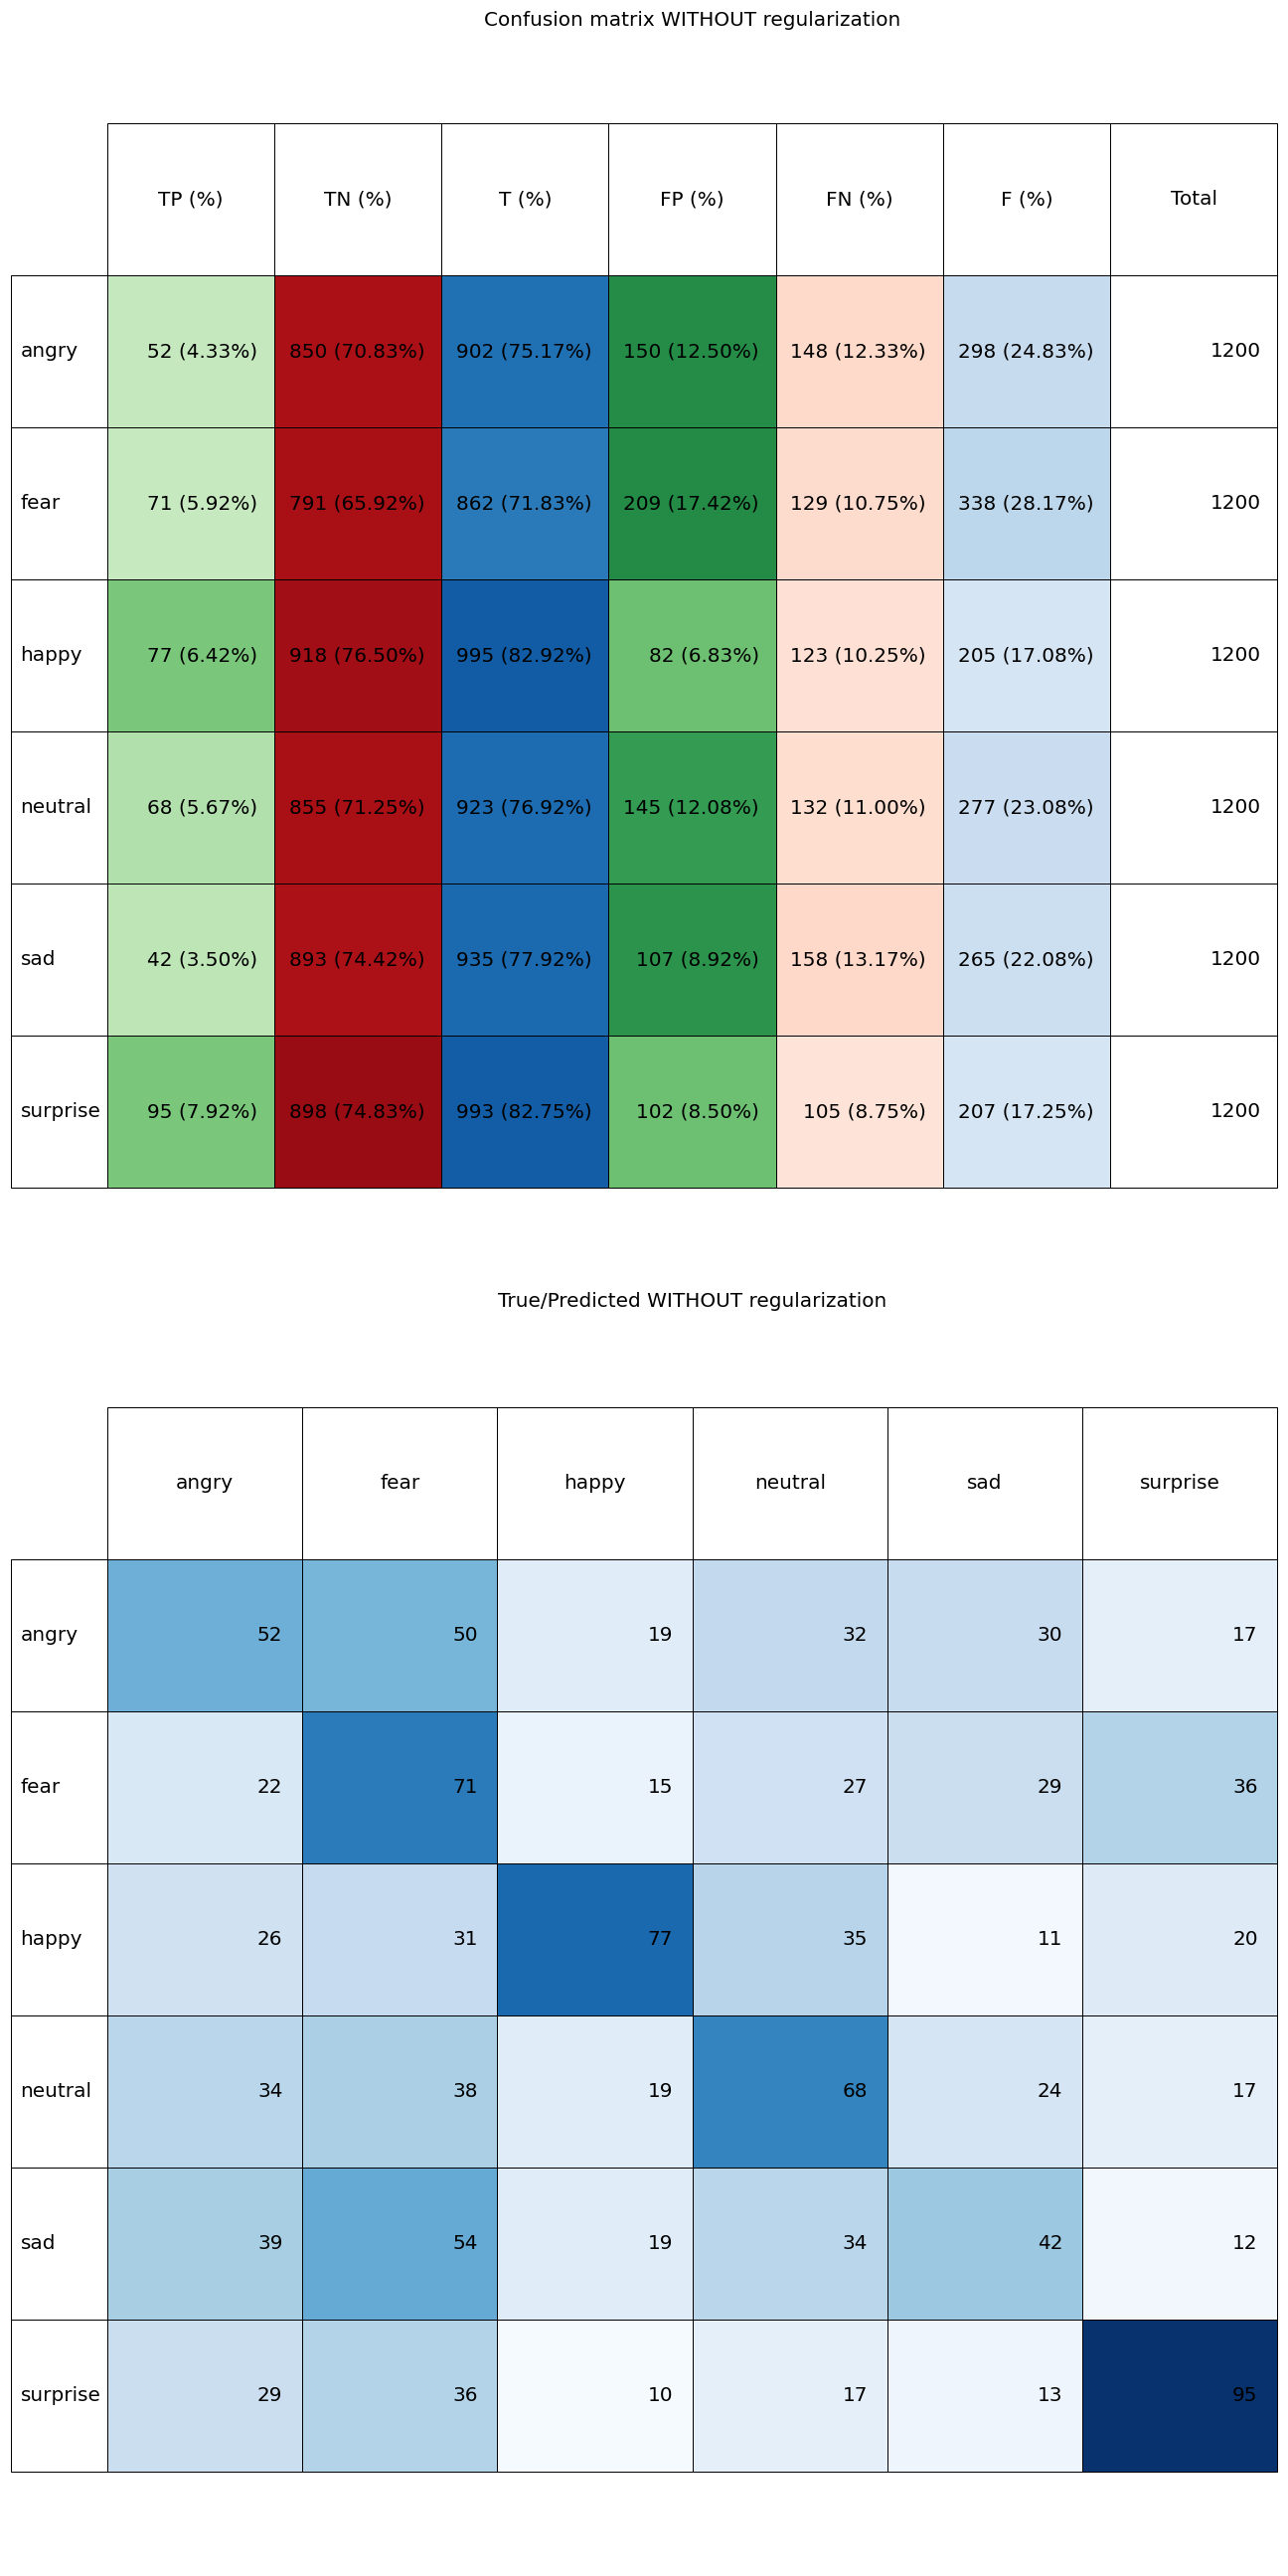 Confusion matrix WITHOUT regularization
TP (%) TN (%) T (%) FP (%) FN (%) F (%) Total
angry 52 (4.33%) 850 (70.83%) 902 (75.17%) 150 (12.50%) 148 (12.33%) 298 (24.83%) 1200
fear 71 (5.92%) 791 (65.92%) 862 (71.83%) 209 (17.42%) 129 (10.75%) 338 (28.17%) 1200
happy 77 (6.42%) 918 (76.50%) 995 (82.92%) 82 (6.83%) 123 (10.25%) 205 (17.08%) 1200
neutral 68 (5.67%) 855 (71.25%) 923 (76.92%) 145 (12.08%) 132 (11.00%) 277 (23.08%) 1200
sad 42 (3.50%) 893 (74.42%) 935 (77.92%) 107 (8.92%) 158 (13.17%) 265 (22.08%) 1200
surprise 95 (7.92%) 898 (74.83%) 993 (82.75%) 102 (8.50%) 105 (8.75%) 207 (17.25%) 1200
True/Predicted WITHOUT regularization
angry fear happy neutral sad surprise
angry 52 50 19 32 30 17
fear 22 71 15 27 29 36
happy 26 31 77 35 11 20
neutral 34 38 19 68 24 17
sad 39 54 19 34 42 12
surprise 29 36 10 17 13 95